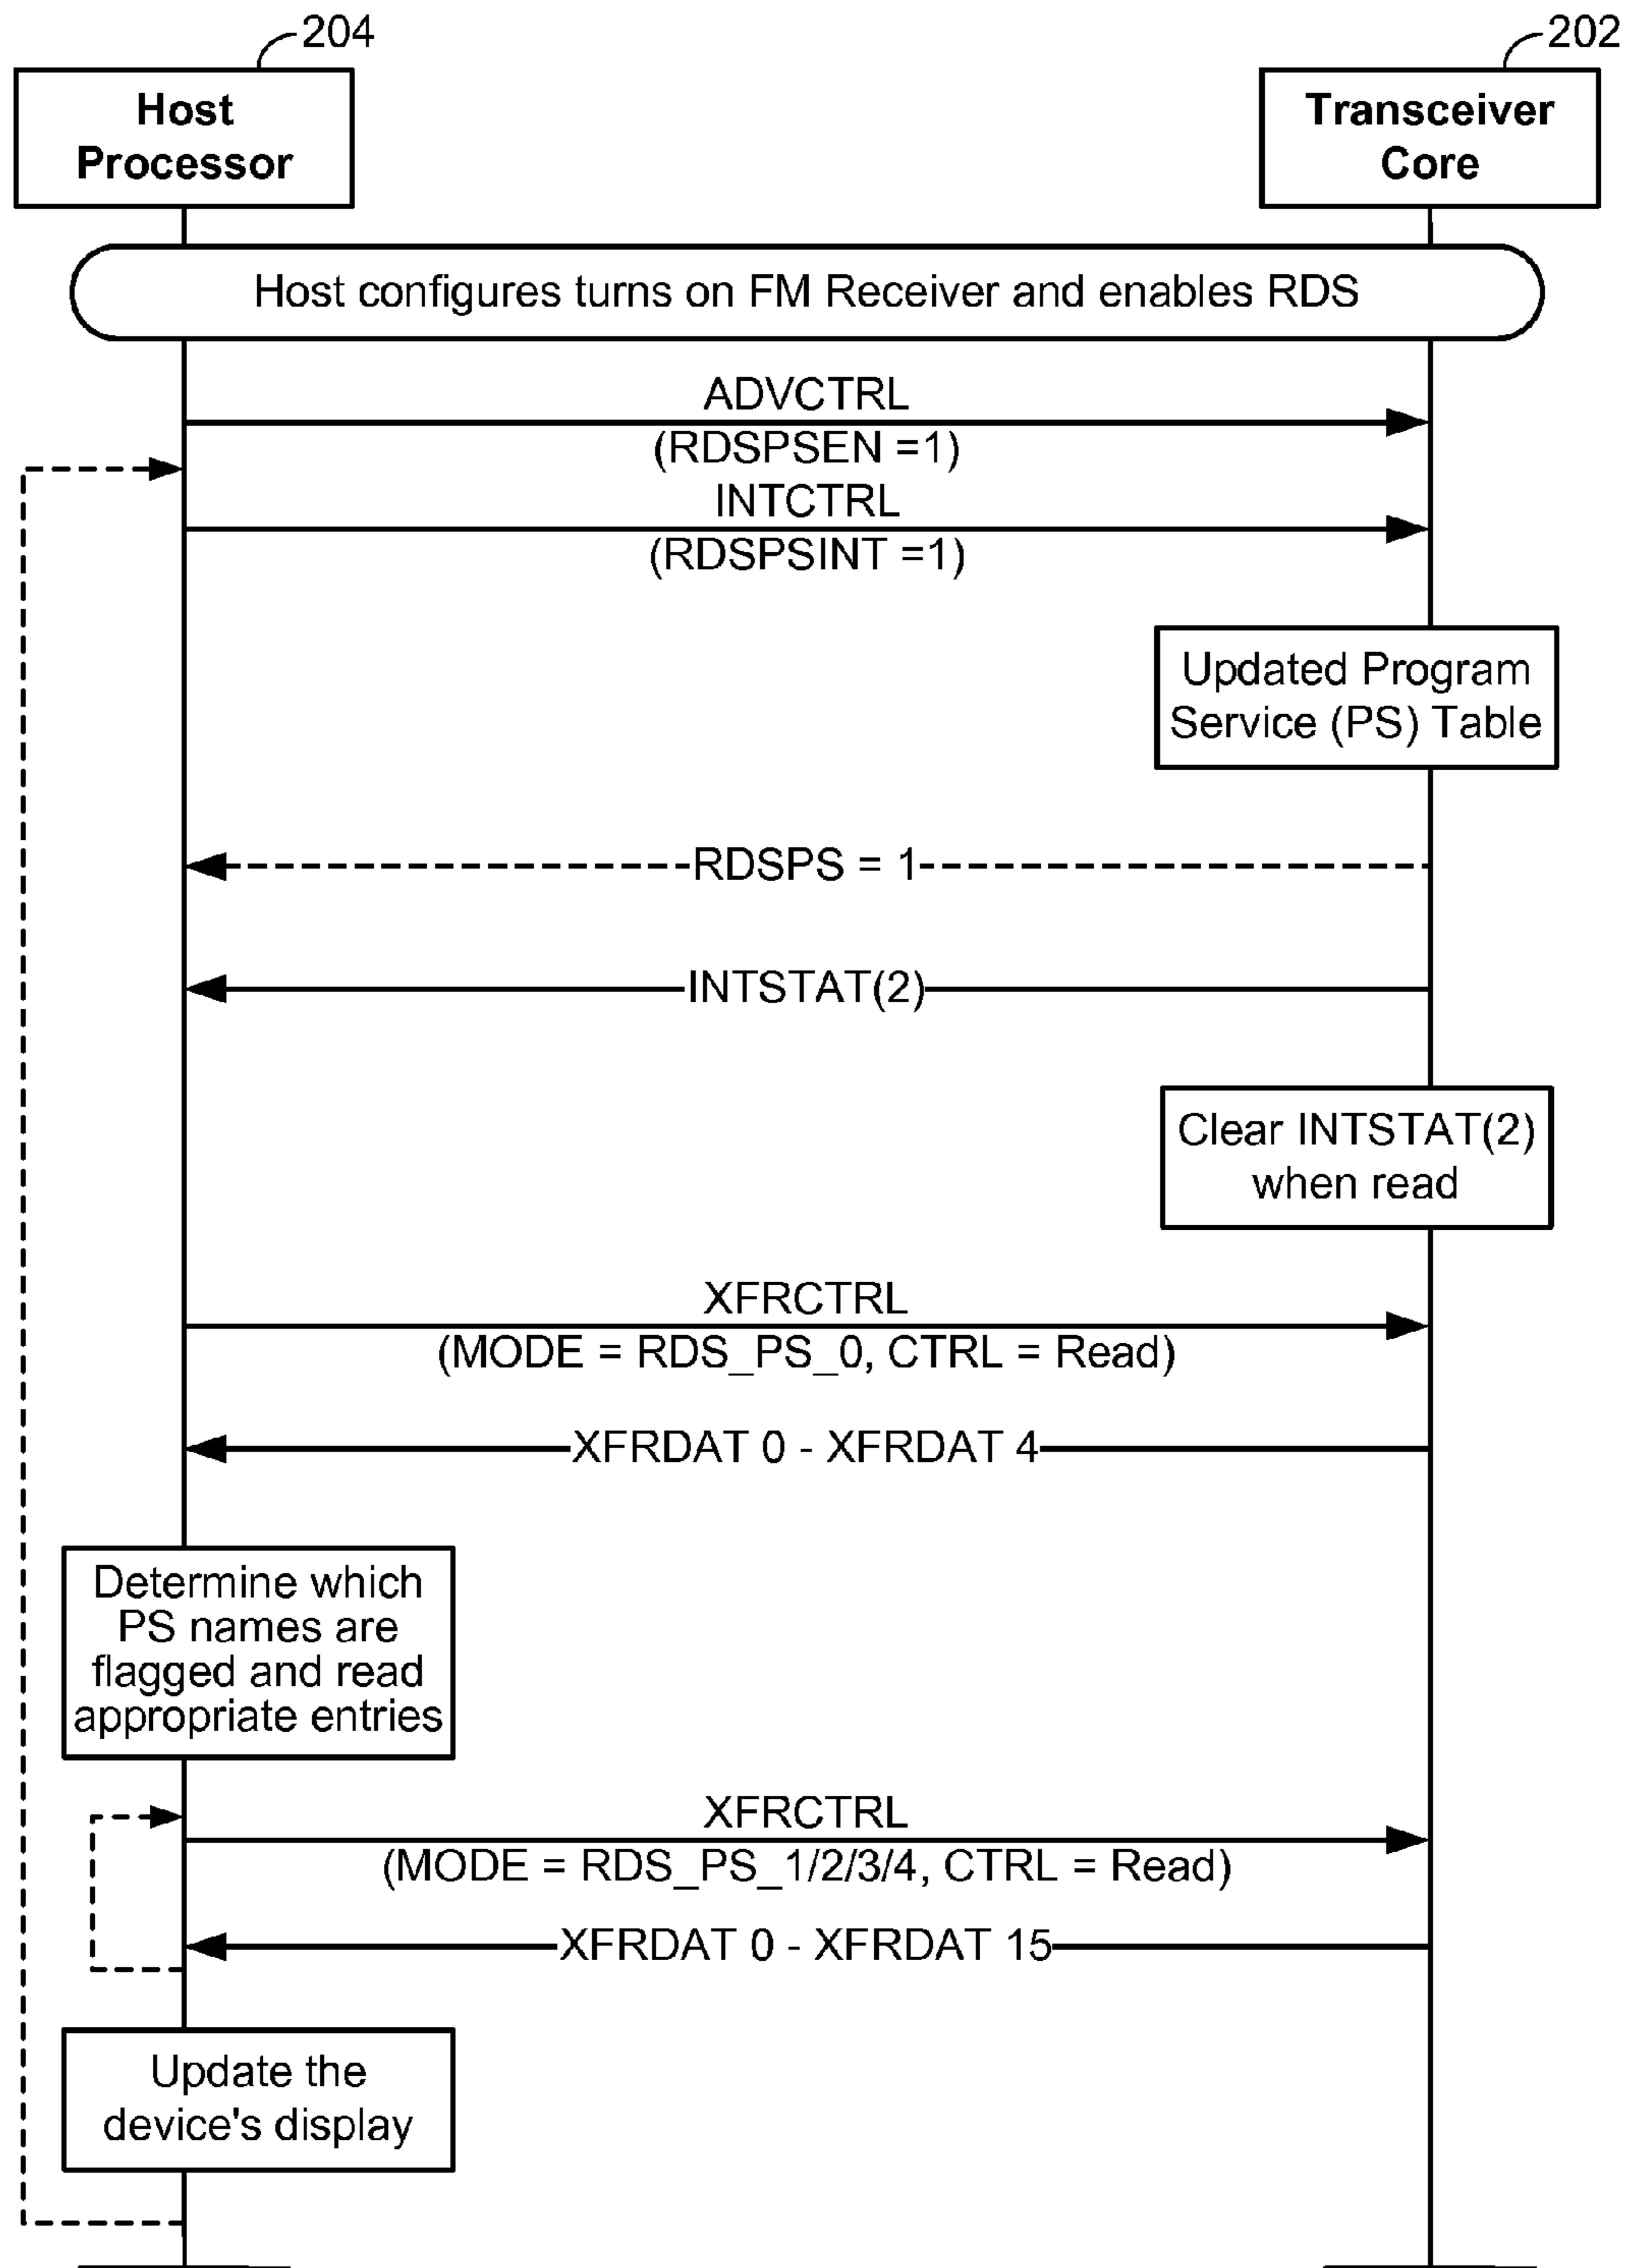 204
202
Host
Processor
Transceiver
Core
Host configures turns on FM Receiver and enables RDS
ADVCTRL
(RDSPSEN =1)
INTCTRL
(RDSPSINT =1)
Updated Program
Service (PS) Table
RDSPS = 1
INTSTAT(2)
Clear INTSTAT(2)
when read
XFRCTRL
(MODE = RDS_PS_0, CTRL = Read)
XFRDAT 0 - XFRDAT 4
Determine which
PS names are
flagged and read
appropriate entries
XFRCTRL
(MODE = RDS_PS_1/2/3/4, CTRL = Read)
XFRDAT 0 - XFRDAT 15
Update the
device's display